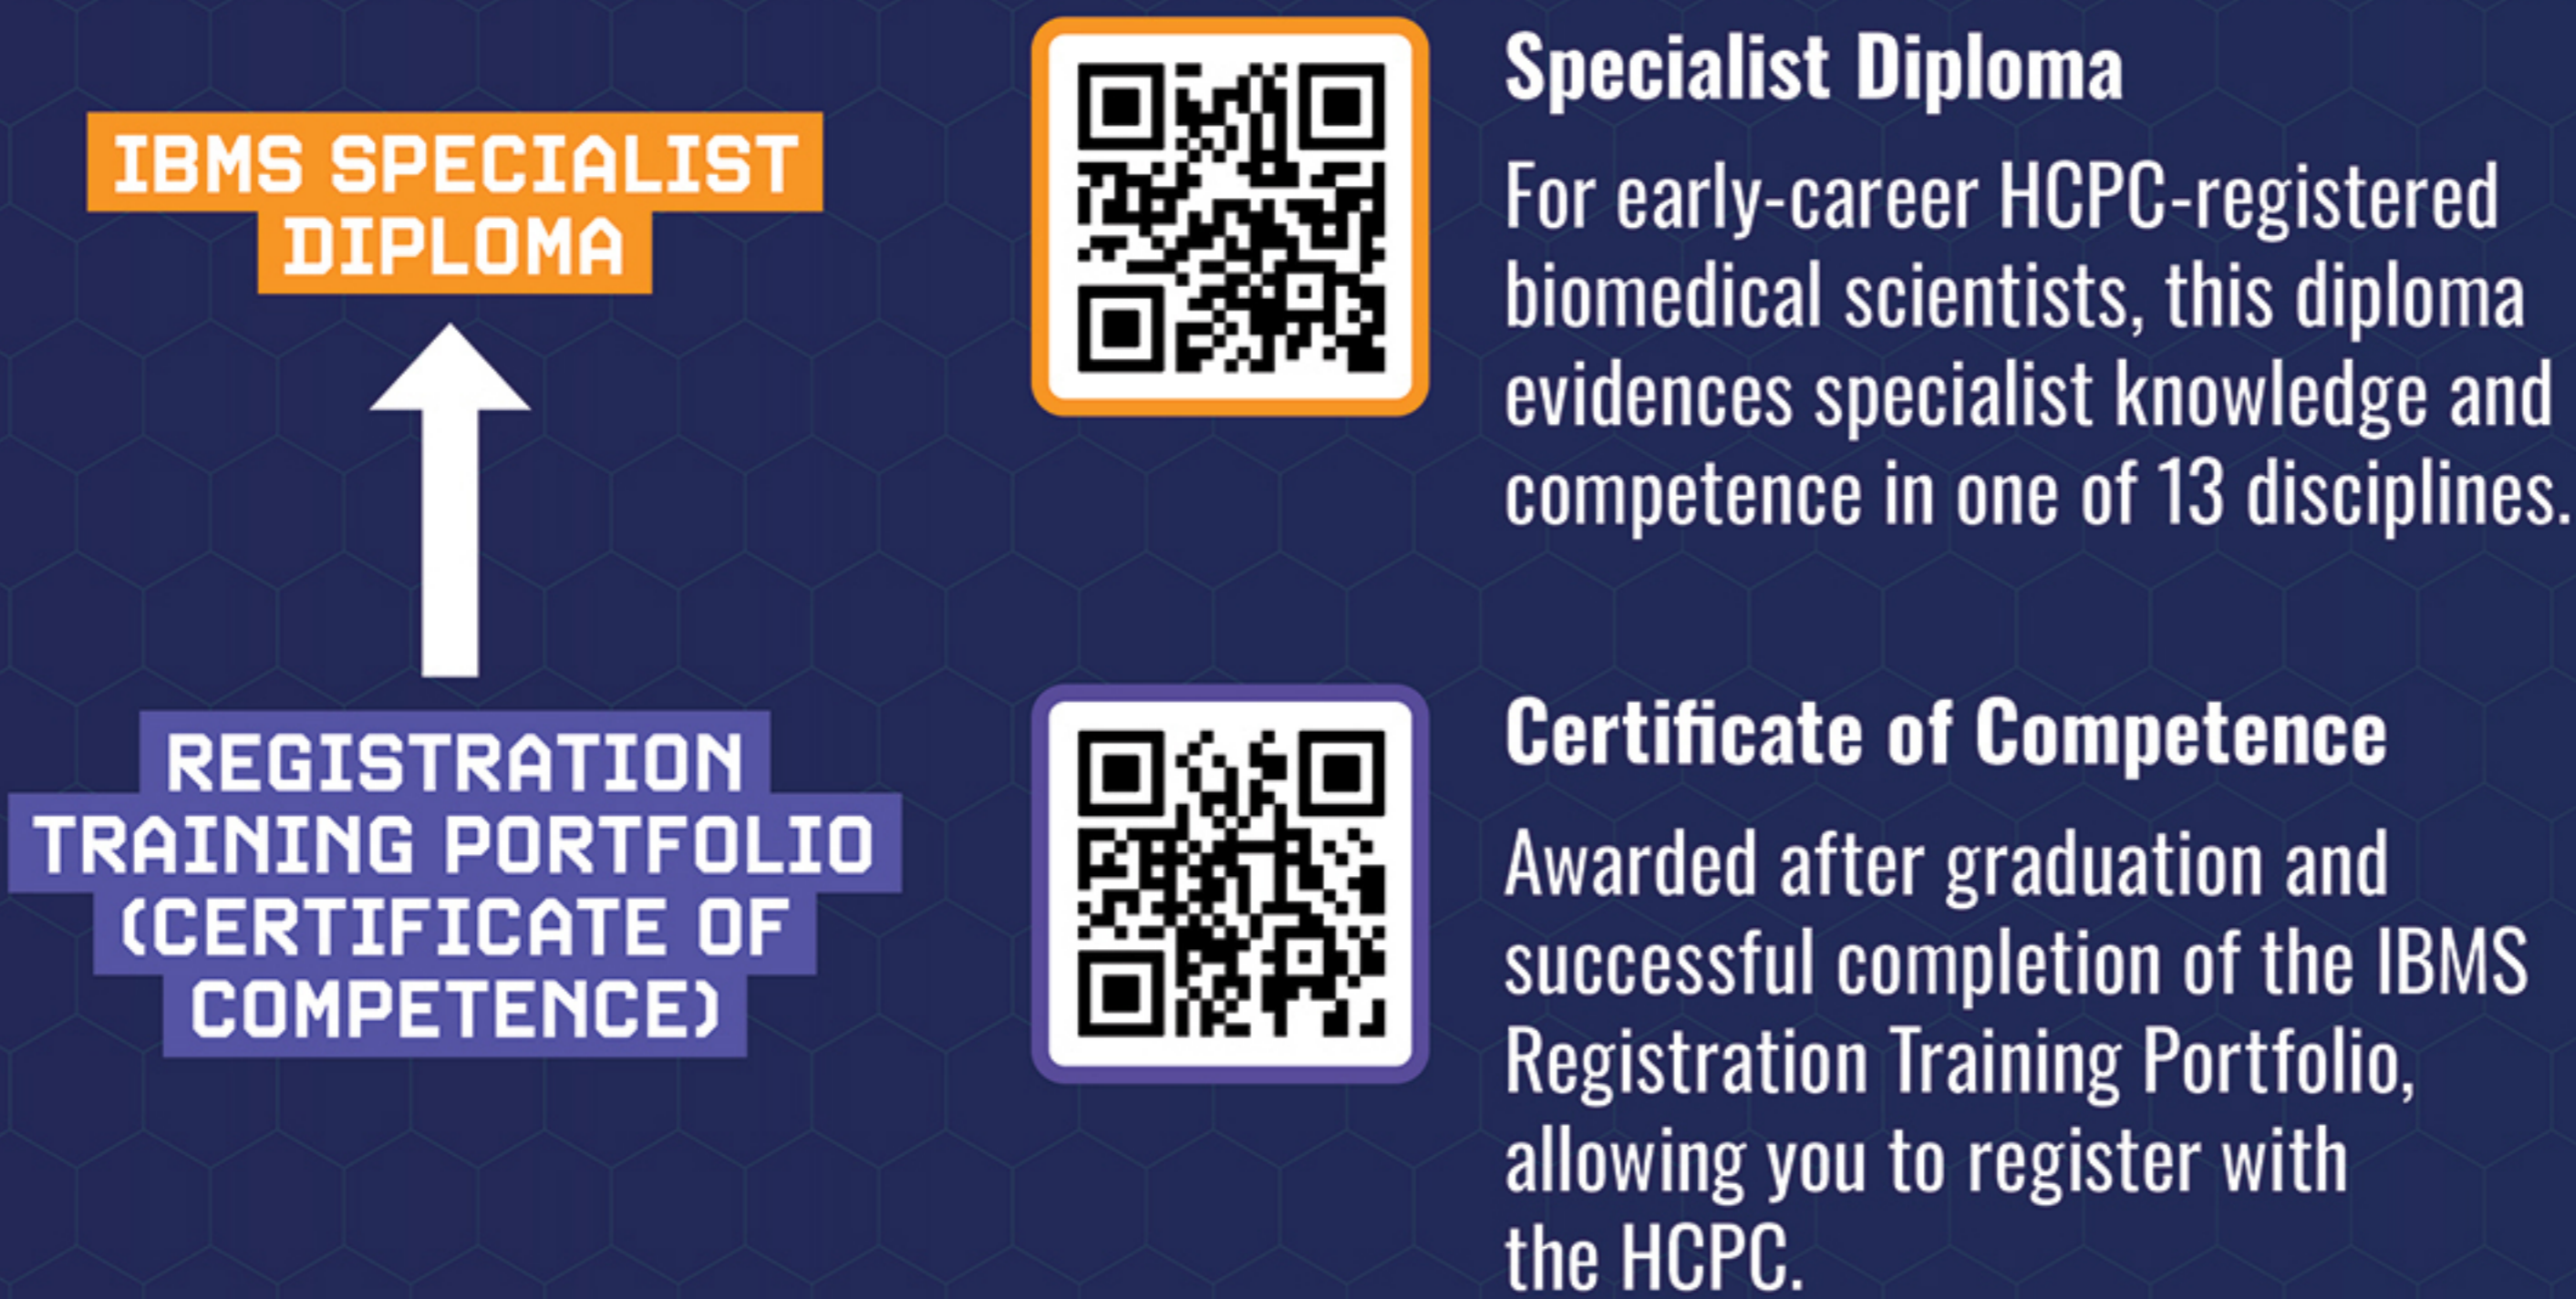 IBMS SPECIALIST
DIPLOMA
Specialist Diploma
For early-career HCPC-registered
biomedical scientists, this diploma
evidences specialist knowledge and
competence in one of 13 disciplines.
REGISTRATION
TRAINING PORTFOLIO
(CERTIFICATE OF
COMPETENCE)
Certificate of Competence
Awarded after graduation and
successful completion of the IBMS
Registration Training Portfolio,
allowing you to register with
the HCPC.